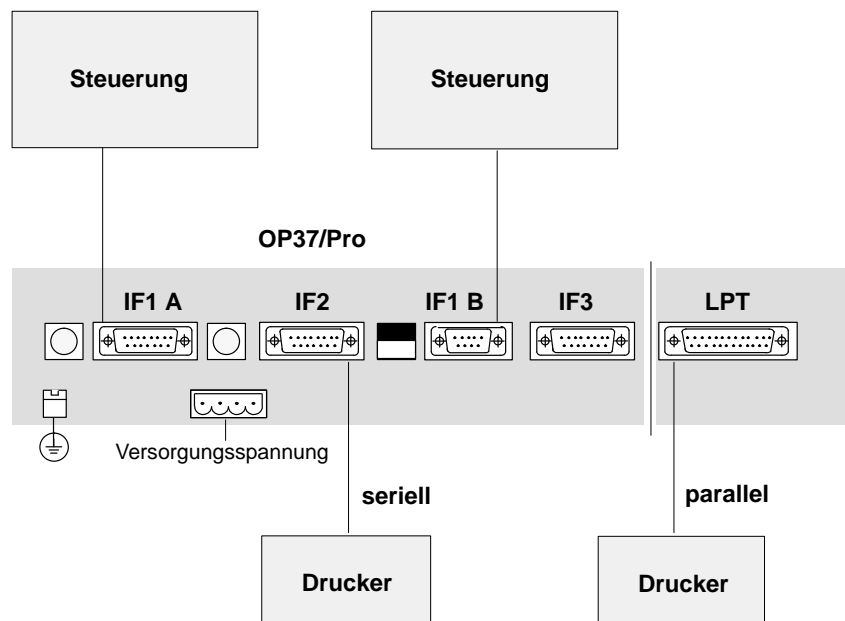 Steuerung Steuerung
OP37/Pro
IF1 A IF2 IF1 B IF3 LPT
Versorgungsspannung
seriell parallel
Drucker Drucker